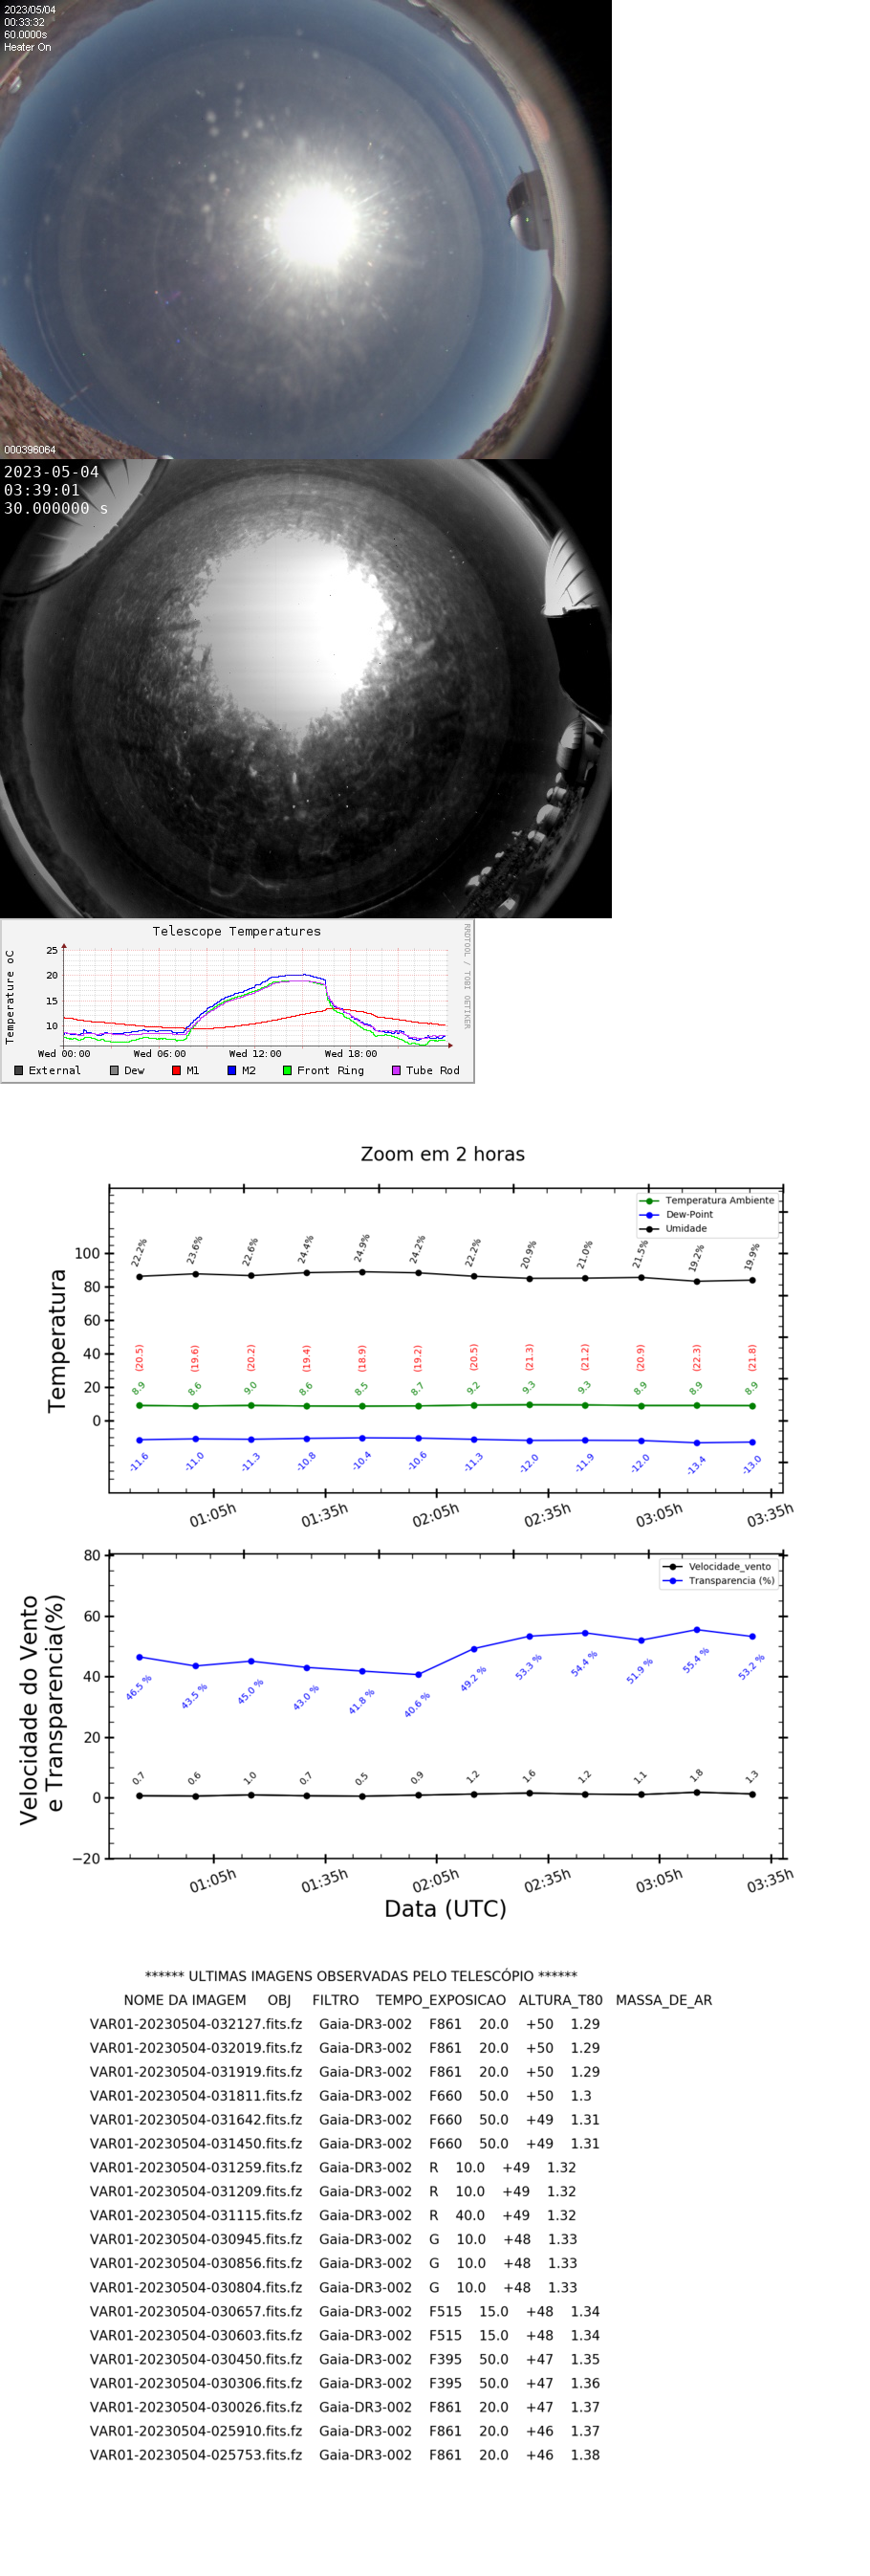 2023/05/04
00:33:32
60.0000s
Heater On
000396064
2023-05-04
03:39:01
30.000000 s
Telescope Temperatures
RRDTOOL / TOBI OETIKER
Temperature oC
25
20
15
10
Wed 00:00 Wed 06:00 Wed 12:00 Wed 18:00
External Dew M1 M2 Front Ring Tube Rod
Zoom em 2 horas
Temperatura Ambiente
Dew-Point
Umidade
Temperatura
100
80
60
40
20
0
22.2% 23.6% 22.6% 24.4% 24.9% 24.2% 22.2% 20.9% 21.0% 21.5% 19.2% 19.9%
(20.5) (19.6) (20.2) (19.4) (18.9) (19.2) (20.5) (21.3) (21.2) (20.9) (22.3) (21.8)
8.9 8.6 9.0 8.6 8.5 8.7 9.2 9.3 9.3 8.9 8.9 8.9
-11.6 -11.0 -11.3 -10.8 -10.4 -10.6 -11.3 -12.0 -11.9 -12.0 -13.4 -13.0
01:05h 01:35h 02:05h 02:35h 03:05h 03:35h
Velocidade_vento
Transparencia (%)
Velocidade do Vento
e Transparencia(%)
80
60
40
20
0
−20
46.5 % 43.5 % 45.0 % 43.0 % 41.8 % 40.6 % 49.2 % 53.3 % 54.4 % 51.9 % 55.4 % 53.2 %
0.7 0.6 1.0 0.7 0.5 0.9 1.2 1.6 1.2 1.1 1.8 1.3
01:05h 01:35h 02:05h 02:35h 03:05h 03:35h
Data (UTC)
****** ULTIMAS IMAGENS OBSERVADAS PELO TELESCÓPIO ******
NOME DA IMAGEM OBJ FILTRO TEMPO_EXPOSICAO ALTURA_T80 MASSA_DE_AR
VAR01-20230504-032127.fits.fz Gaia-DR3-002 F861 20.0 +50 1.29
VAR01-20230504-032019.fits.fz Gaia-DR3-002 F861 20.0 +50 1.29
VAR01-20230504-031919.fits.fz Gaia-DR3-002 F861 20.0 +50 1.29
VAR01-20230504-031811.fits.fz Gaia-DR3-002 F660 50.0 +50 1.3
VAR01-20230504-031642.fits.fz Gaia-DR3-002 F660 50.0 +49 1.31
VAR01-20230504-031450.fits.fz Gaia-DR3-002 F660 50.0 +49 1.31
VAR01-20230504-031259.fits.fz Gaia-DR3-002 R 10.0 +49 1.32
VAR01-20230504-031209.fits.fz Gaia-DR3-002 R 10.0 +49 1.32
VAR01-20230504-031115.fits.fz Gaia-DR3-002 R 40.0 +49 1.32
VAR01-20230504-030945.fits.fz Gaia-DR3-002 G 10.0 +48 1.33
VAR01-20230504-030856.fits.fz Gaia-DR3-002 G 10.0 +48 1.33
VAR01-20230504-030804.fits.fz Gaia-DR3-002 G 10.0 +48 1.33
VAR01-20230504-030657.fits.fz Gaia-DR3-002 F515 15.0 +48 1.34
VAR01-20230504-030603.fits.fz Gaia-DR3-002 F515 15.0 +48 1.34
VAR01-20230504-030450.fits.fz Gaia-DR3-002 F395 50.0 +47 1.35
VAR01-20230504-030306.fits.fz Gaia-DR3-002 F395 50.0 +47 1.36
VAR01-20230504-030026.fits.fz Gaia-DR3-002 F861 20.0 +47 1.37
VAR01-20230504-025910.fits.fz Gaia-DR3-002 F861 20.0 +46 1.37
VAR01-20230504-025753.fits.fz Gaia-DR3-002 F861 20.0 +46 1.38